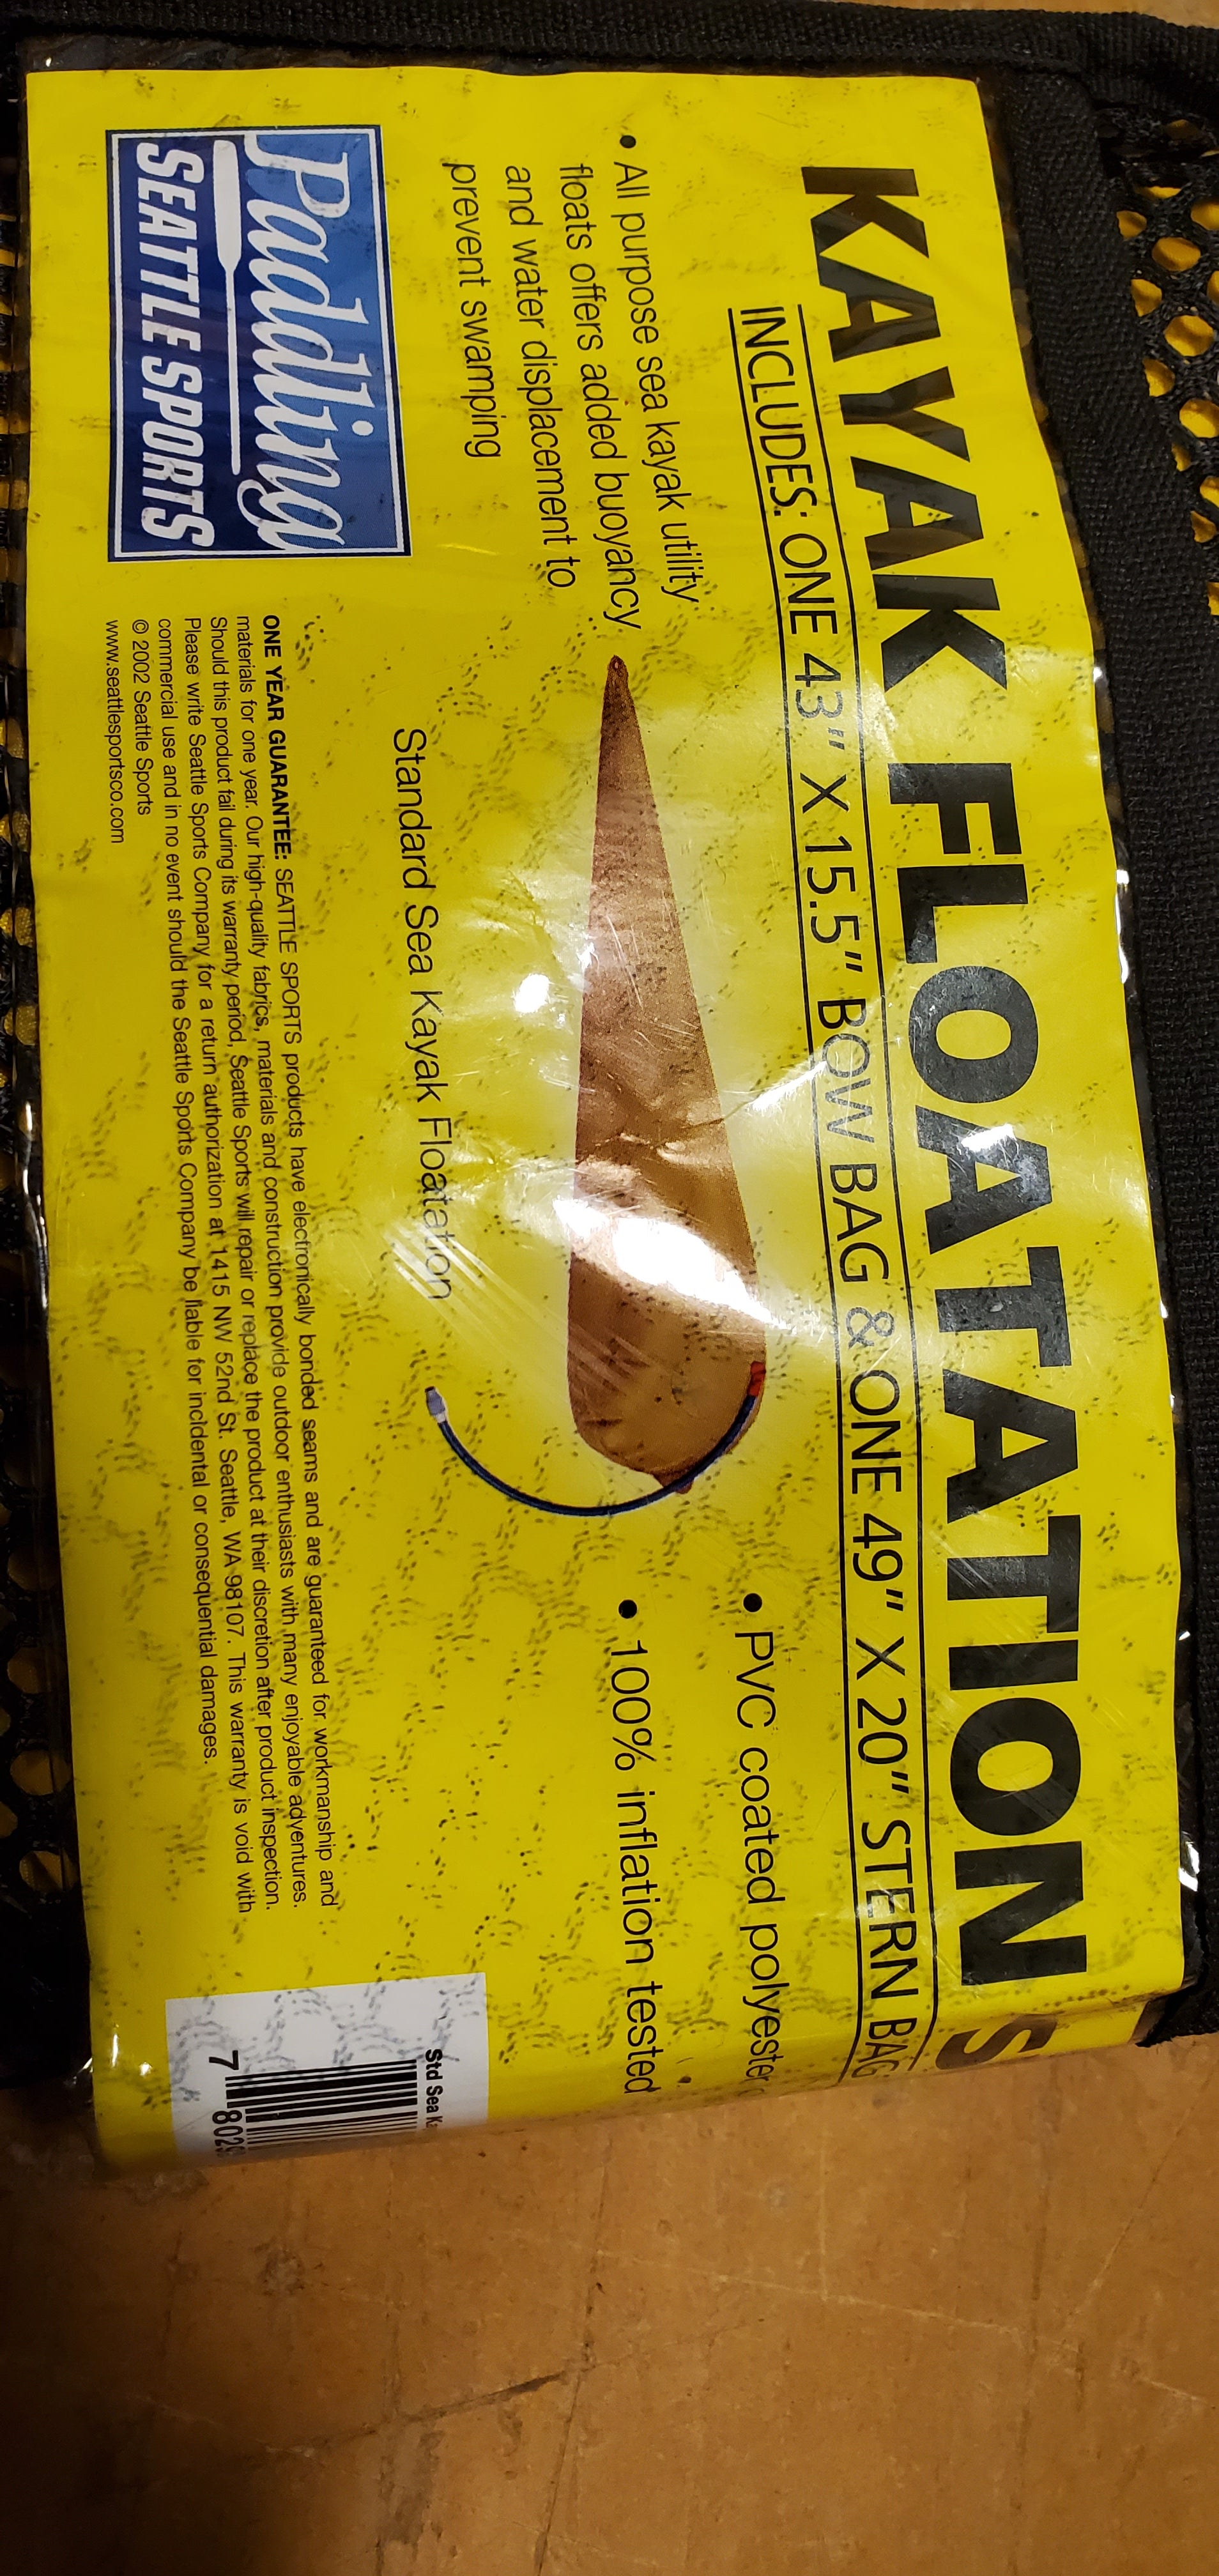 KAYAK FLOATATION S
INCLUDES: ONE 43" X 15.5" BOW BAG & ONE 49" X 20" STERN BAG
• All purpose sea kayak utility
floats offers added buoyancy
and water displacement to
prevent swamping
• PVC coated polyester
• 100% inflation tested
Standard Sea Kayak Floatation
Paddling
SEATTLE SPORTS
ONE YEAR GUARANTEE: SEATTLE SPORTS products have electronically bonded seams and are guaranteed for workmanship and
materials for one year. Our high-quality fabrics, materials and construction provide outdoor enthusiasts with many enjoyable adventures.
Should this product fail during its warranty period, Seattle Sports will repair or replace the product at their discretion after product inspection.
Please write Seattle Sports Company for a return authorization at 1415 NW 52nd St. Seattle, WA 98107. This warranty is void with
commercial use and in no event should the Seattle Sports Company be liable for incidental or consequential damages.
© 2002 Seattle Sports
www.seattlesportsco.com
Std Sea
7 802